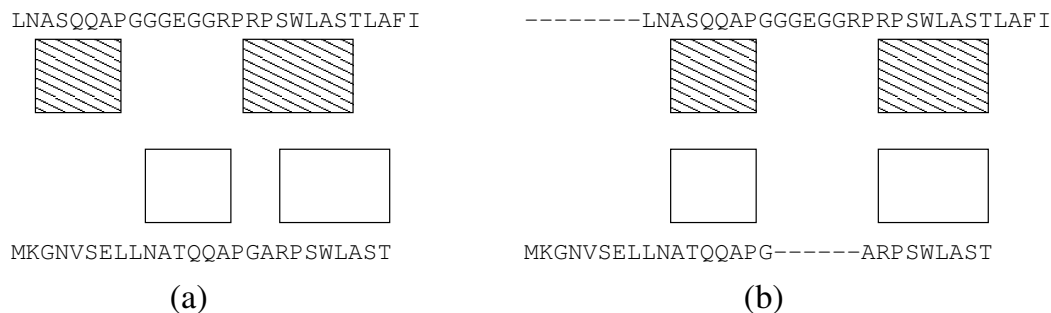 LNASQQAPGGGEGGRPRPSWLASTLAFI
--------LNASQQAPGGGEGGRPRPSWLASTLAFI
MKGNVSELLNATQQAPGARPSWLAST
MKGNVSELLNATQQAPG------ARPSWLAST
(a)
(b)